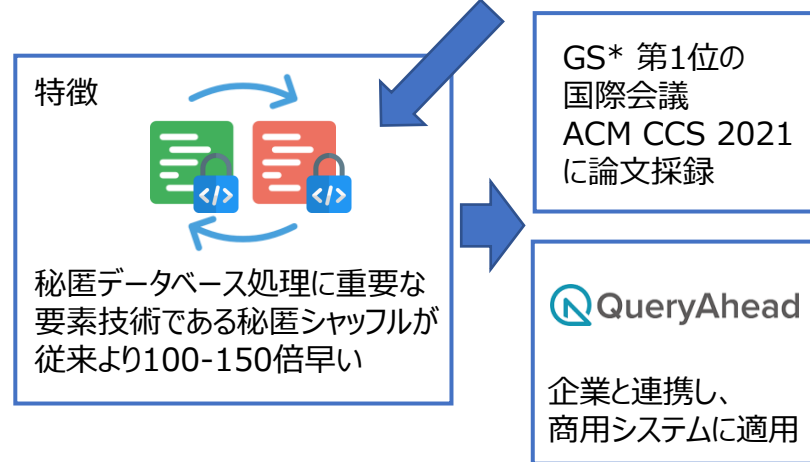 特徴
</>
</>
秘匿データベース処理に重要な
要素技術である秘匿シャッフルが
従来より100-150倍早い
GS* 第1位の
国際会議
ACM CCS 2021
に論文採録
QueryAhead
企業と連携し、
商用システムに適用